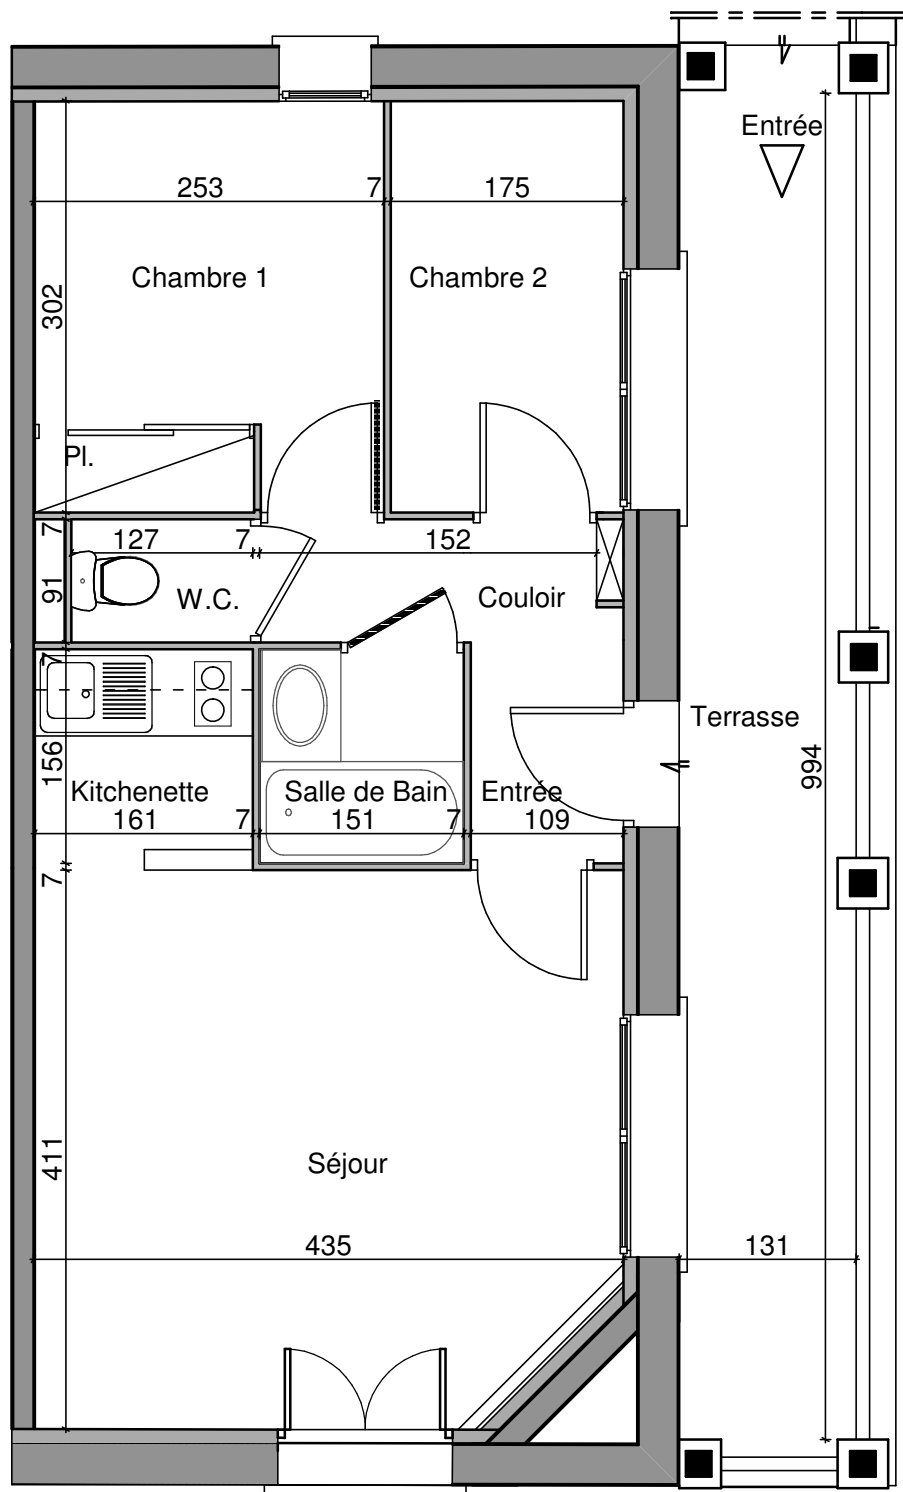 Entrée
253
7
175
Chambre 1
Chambre 2
302
Pl.
7
127
7
152
91
W.C.
Couloir
7
Terrasse
156
994
Kitchenette
Salle de Bain
Entrée
161
7
151
7
109
7
411
Séjour
435
131